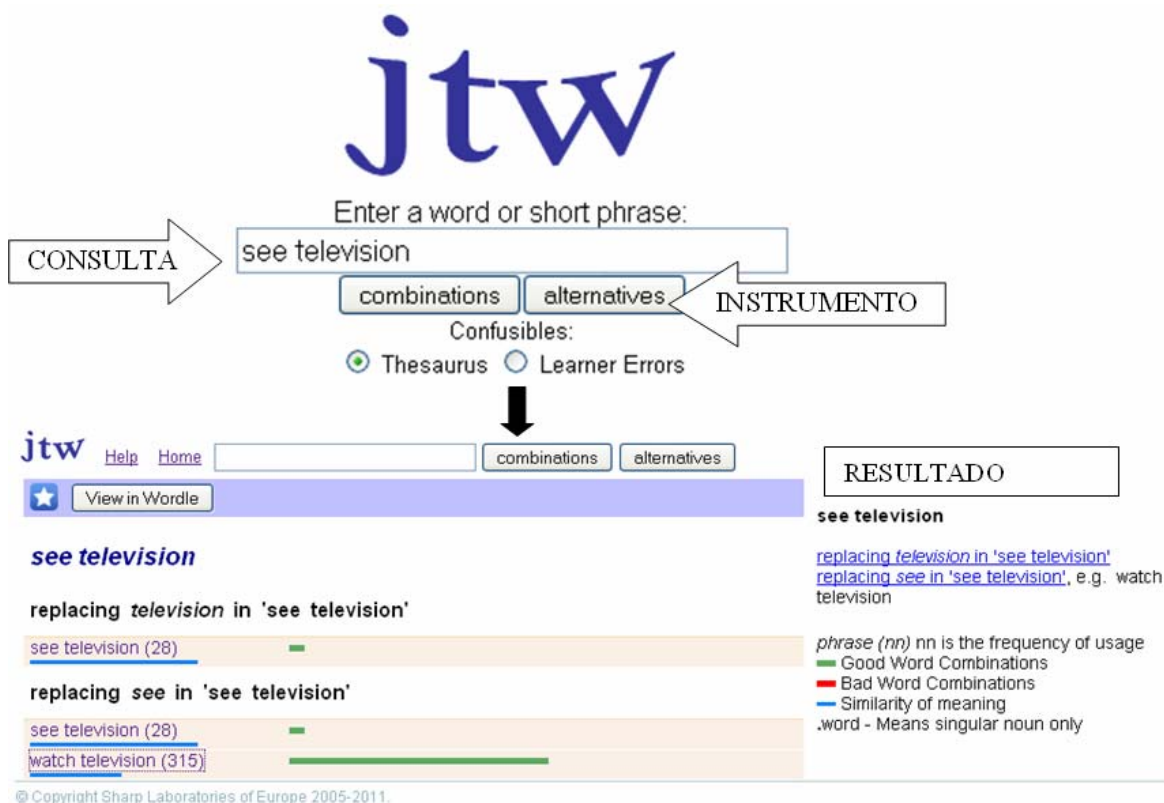 jtw
Enter a word or short phrase:
CONSULTA
see television
combinations alternatives
INSTRUMENTO
Confusibles:
Thesaurus Learner Errors
jtw Help Home combinations alternatives
View in Wordle
see television
replacing television in 'see television'
see television (28)
replacing see in 'see television'
see television (28)
watch television (315)
RESULTADO
see television
replacing television in 'see television'
replacing see in 'see television', e.g. watch
television
phrase (nn) nn is the frequency of usage
Good Word Combinations
Bad Word Combinations
Similarity of meaning
.word - Means singular noun only
© Copyright Sharp Laboratories of Europe 2005-2011.